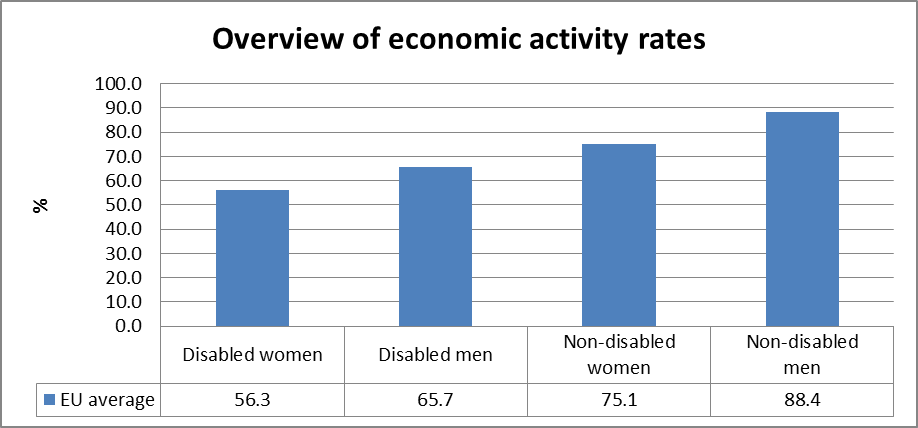 Overview of economic activity rates
%
100.0
90.0
80.0
70.0
60.0
50.0
40.0
30.0
20.0
10.0
0.0
Disabled women
Disabled men
Non-disabled
women
Non-disabled
men
EU average 56.3 65.7 75.1 88.4